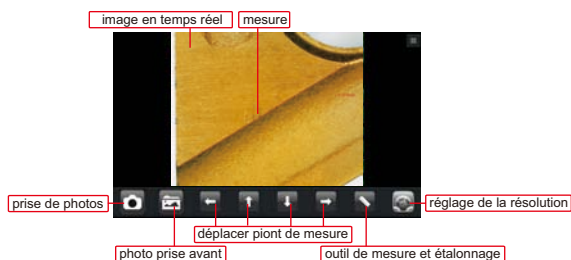 image en temps réel
mesure
prise de photos
réglage de la résolution
déplacer piont de mesure
photo prise avant
outil de mesure et étalonnage